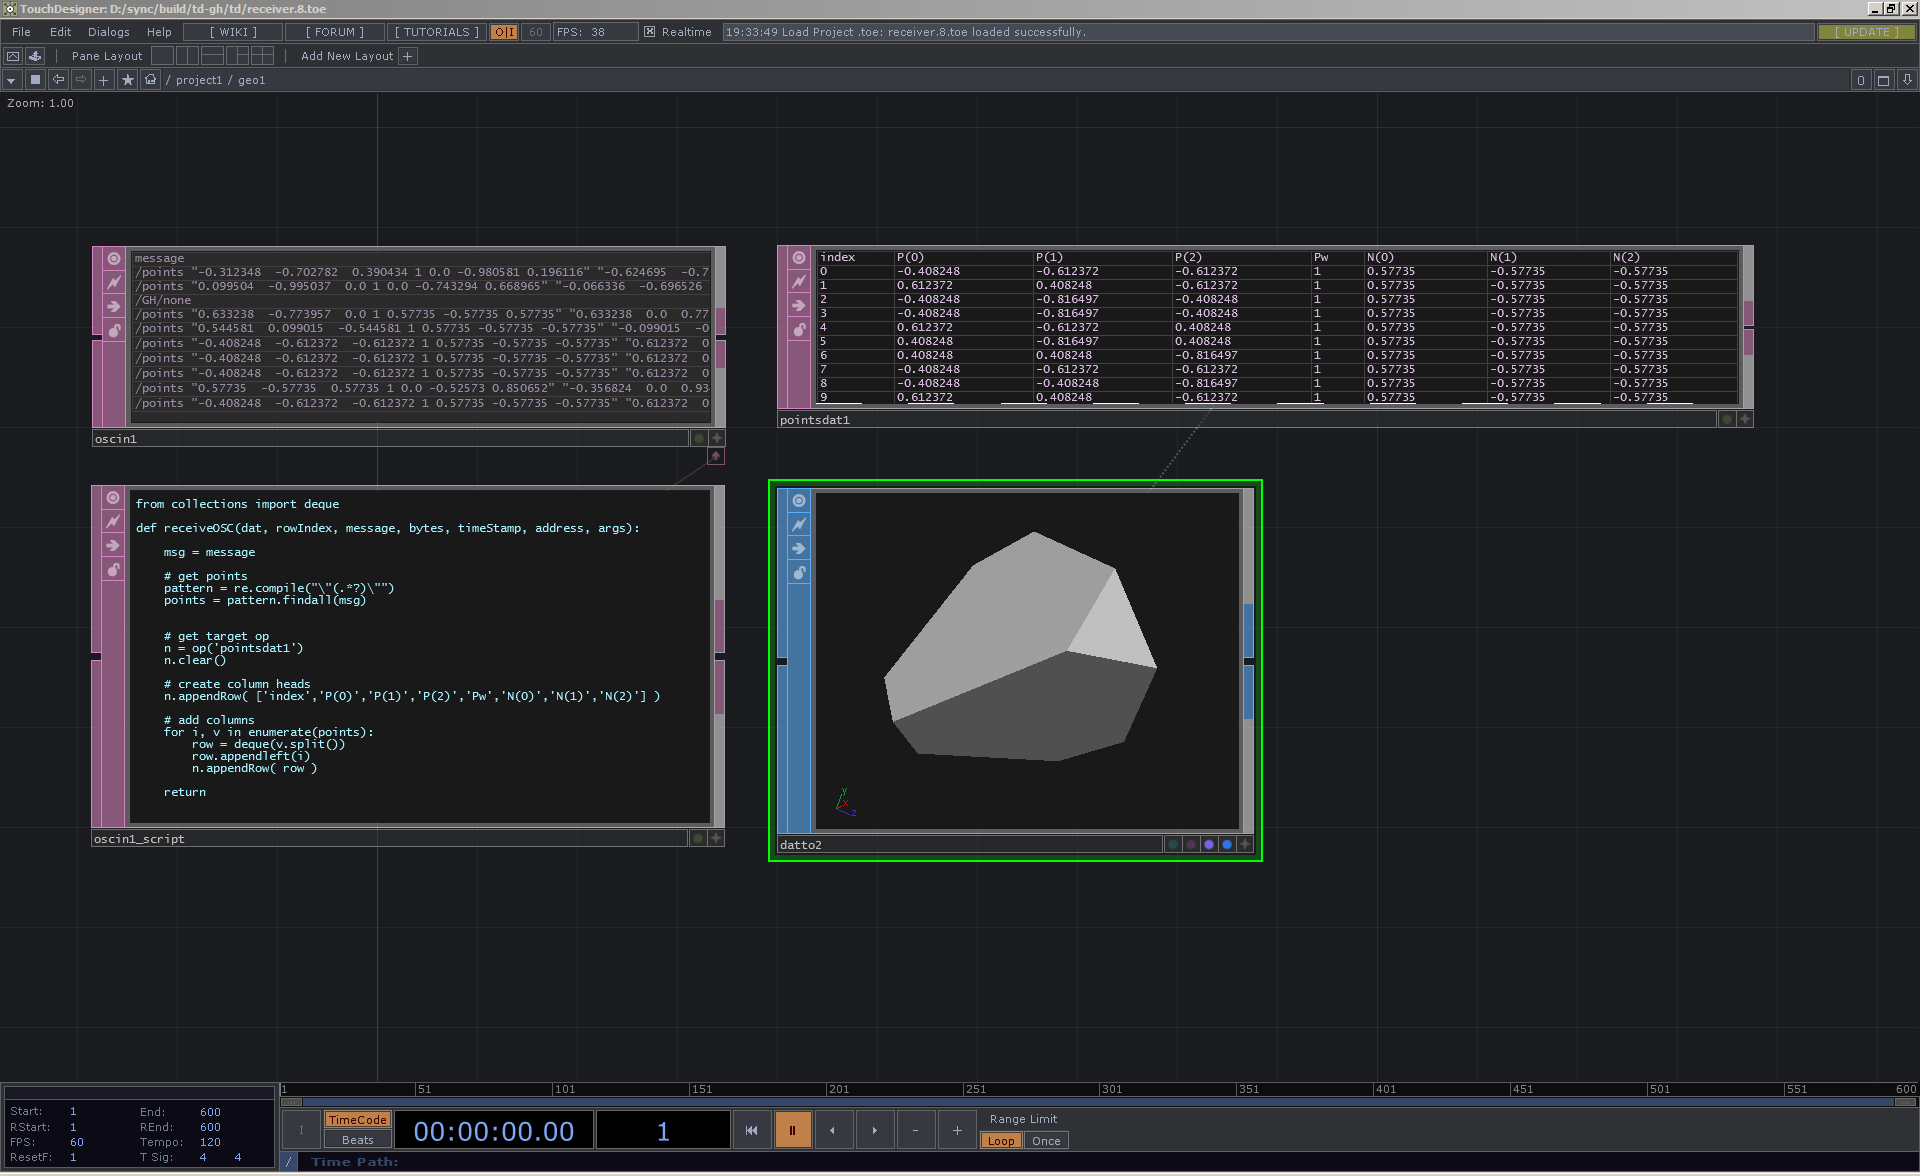 TouchDesigner: D:/sync/build/td-gh/td/receiver.8.toe
File Edit Dialogs Help [ WIKI ] [ FORUM ] [ TUTORIALS ] O|I 60 FPS: 38 Realtime 19:33:49 Load Project .toe: receiver.8.toe loaded successfully. [ UPDATE ]
Pane Layout Add New Layout +
/ project1 / geo1 0
Zoom: 1.00
message
/points "-0.312348 -0.702782 0.390434 1 0.0 -0.980581 0.196116" "-0.624695 -0.7
/points "0.099504 -0.995037 0.0 1 0.0 -0.743294 0.668965" "-0.066336 -0.696526
/GH/none
/points "0.633238 -0.773957 0.0 1 0.57735 -0.57735 0.57735" "0.633238 0.0 0.77
/points "0.544581 0.099015 -0.544581 1 0.57735 -0.57735 -0.57735" "-0.099015 -0
/points "-0.408248 -0.612372 -0.612372 1 0.57735 -0.57735 -0.57735" "0.612372 0
/points "-0.408248 -0.612372 -0.612372 1 0.57735 -0.57735 -0.57735" "0.612372 0
/points "-0.408248 -0.612372 -0.612372 1 0.57735 -0.57735 -0.57735" "0.612372 0
/points "0.57735 -0.57735 0.57735 1 0.0 -0.52573 0.850652" "-0.356824 0.0 0.93
/points "-0.408248 -0.612372 -0.612372 1 0.57735 -0.57735 -0.57735" "0.612372 0
oscin1
index P(0) P(1) P(2) Pw N(0) N(1) N(2)
0 -0.408248 -0.612372 -0.612372 1 0.57735 -0.57735 -0.57735
1 0.612372 0.408248 -0.612372 1 0.57735 -0.57735 -0.57735
2 -0.408248 -0.816497 -0.408248 1 0.57735 -0.57735 -0.57735
3 -0.408248 -0.816497 -0.408248 1 0.57735 -0.57735 -0.57735
4 0.612372 -0.612372 0.408248 1 0.57735 -0.57735 -0.57735
5 0.408248 -0.816497 0.408248 1 0.57735 -0.57735 -0.57735
6 0.408248 0.408248 -0.816497 1 0.57735 -0.57735 -0.57735
7 -0.408248 -0.408248 -0.816497 1 0.57735 -0.57735 -0.57735
8 -0.408248 -0.408248 -0.816497 1 0.57735 -0.57735 -0.57735
9 0.612372 0.408248 -0.612372 1 0.57735 -0.57735 -0.57735
pointsdat1
from collections import deque
def receiveOSC(dat, rowIndex, message, bytes, timeStamp, address, args):
msg = message
# get points
pattern = re.compile("\"(.*?)\"")
points = pattern.findall(msg)
# get target op
n = op('pointsdat1')
n.clear()
# create column heads
n.appendRow( ['index','P(0)','P(1)','P(2)','Pw','N(0)','N(1)','N(2)'] )
# add columns
for i, v in enumerate(points):
row = deque(v.split())
row.appendleft(i)
n.appendRow( row )
return
oscin1_script
y
x
z
datto2
1 51 101 151 201 251 301 351 401 451 501 551 600
Start: 1 End: 600
RStart: 1 REnd: 600
FPS: 60 Tempo: 120
ResetF: 1 T Sig: 4 4
I TimeCode Beats 00:00:00.00 1 - + Range Limit Loop Once
/ Time Path: